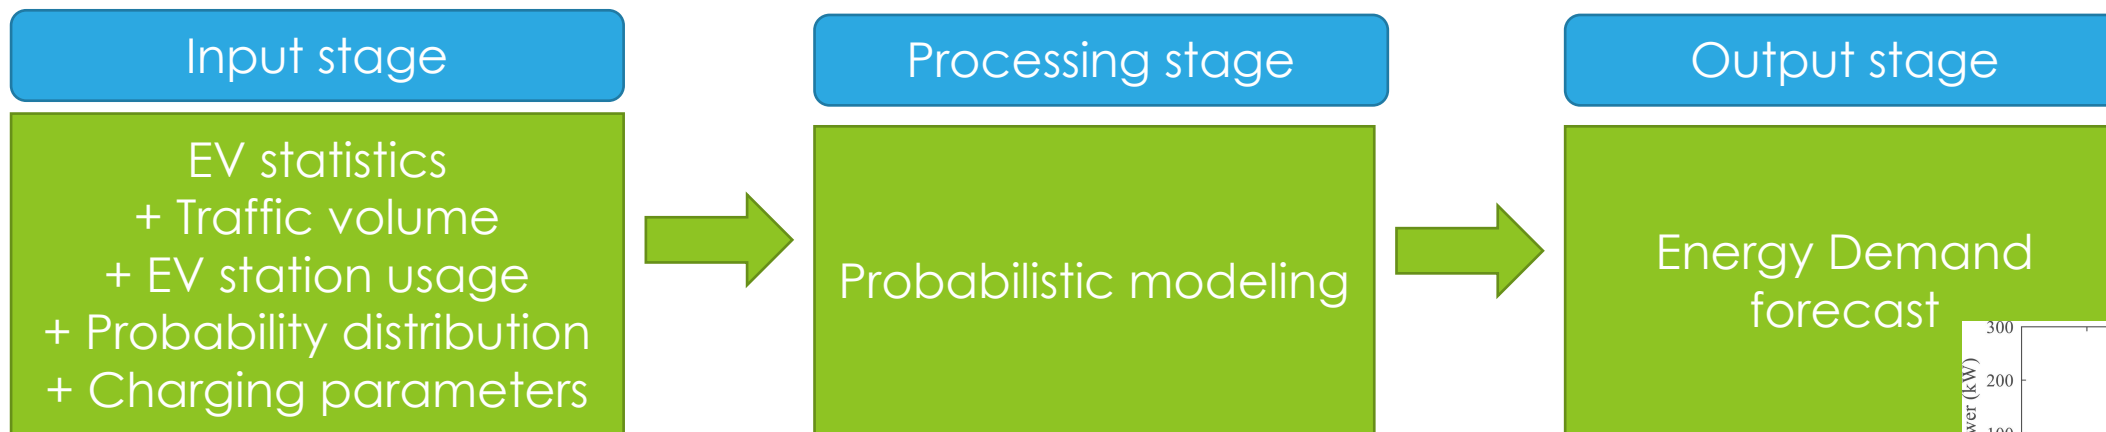 Input stage
EV statistics
+ Traffic volume
+ EV station usage
+ Probability distribution
+ Charging parameters
Processing stage
Probabilistic modeling
Output stage
Energy Demand
forecast
300
200
100
(kW)